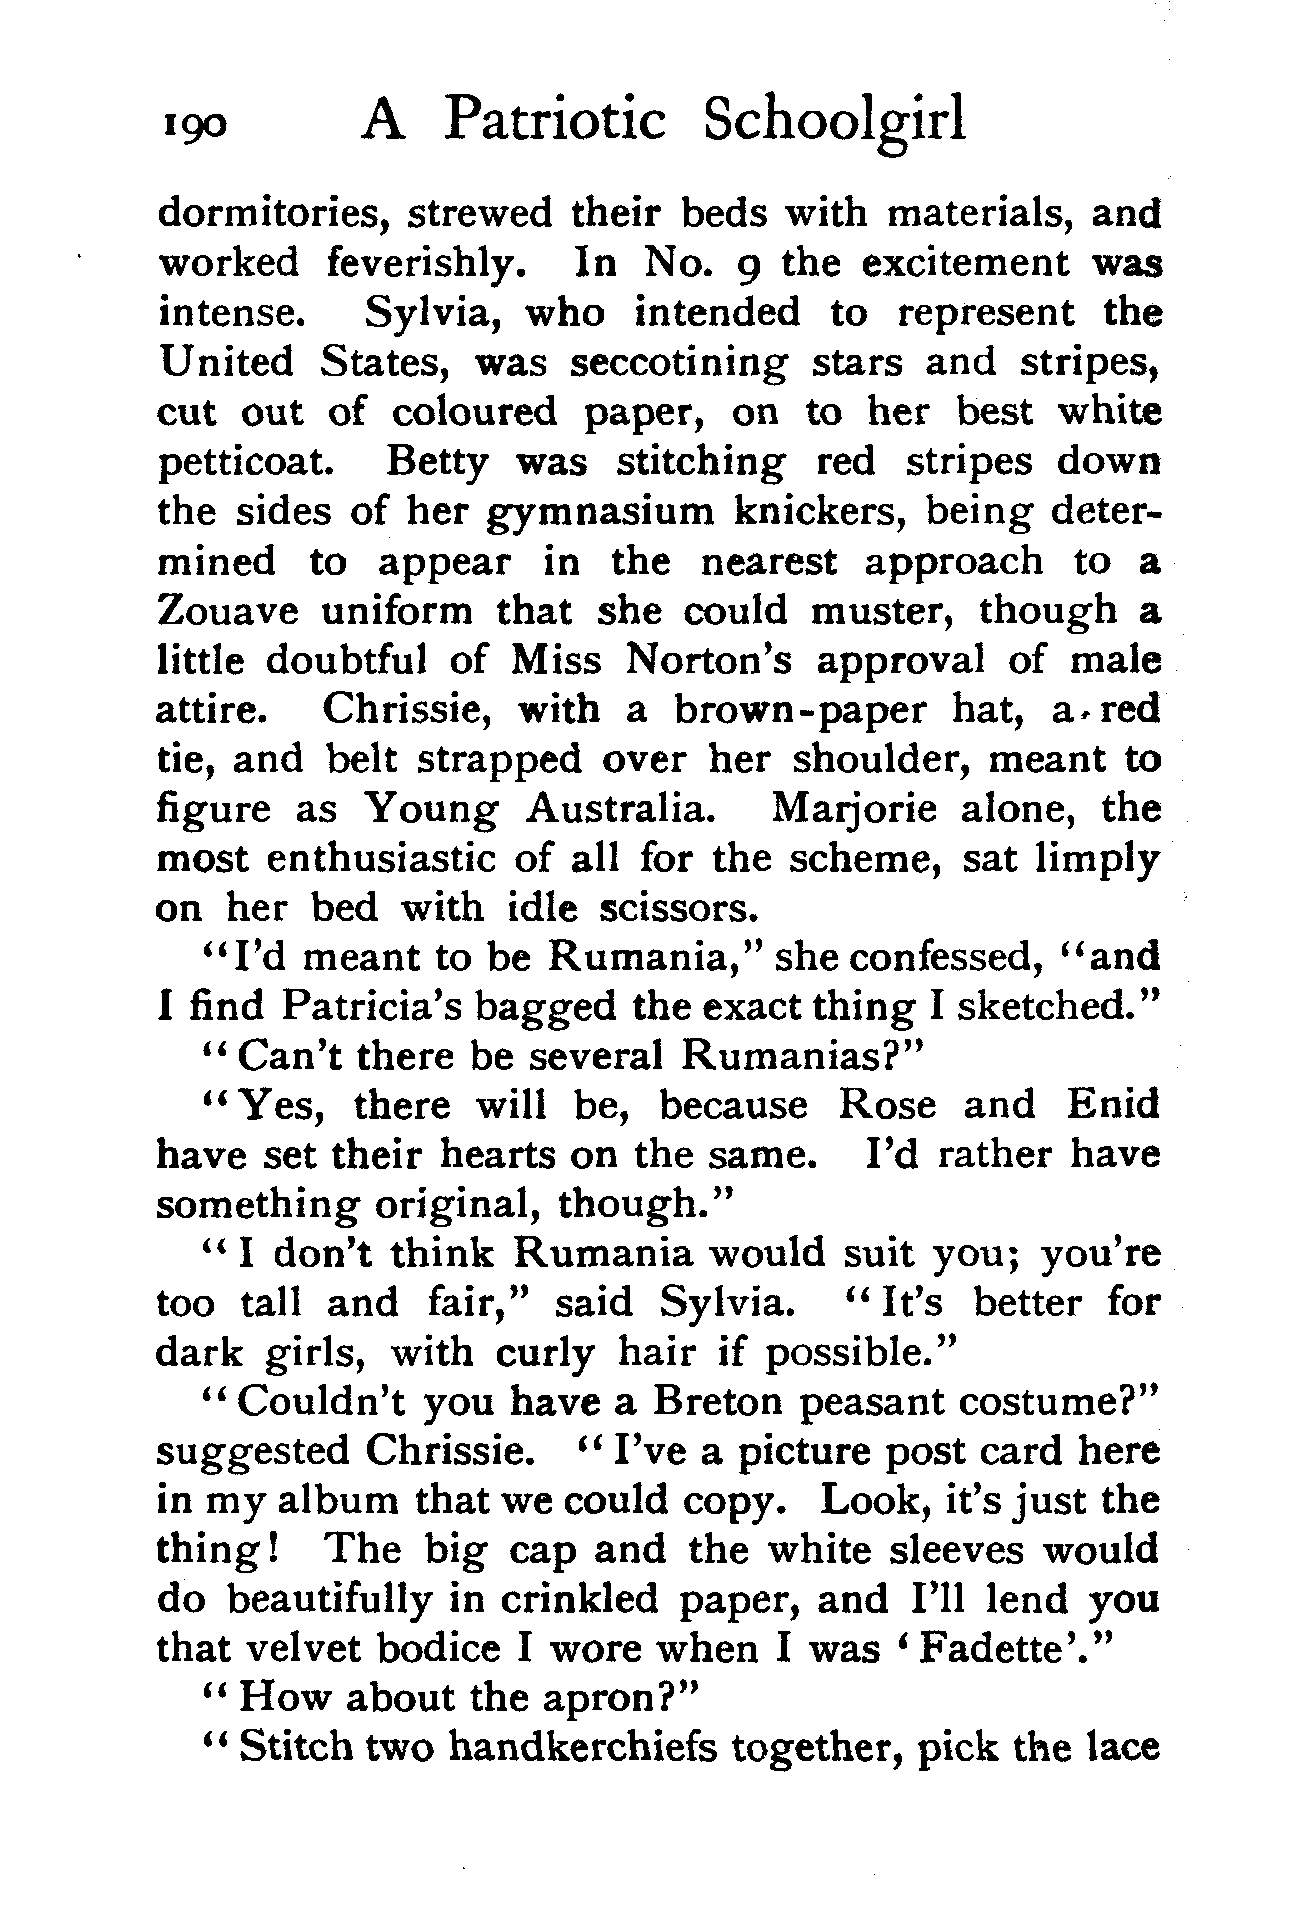 190 A Patriotic Schoolgirl
dormitories, strewed their beds with materials, and
worked feverishly. In No. 9 the excitement was
intense. Sylvia, who intended to represent the
United States, was seccotining stars and stripes,
cut out of coloured paper, on to her best white
petticoat. Betty was stitching red stripes down
the sides of her gymnasium knickers, being deter-
mined to appear in the nearest approach to a
Zouave uniform that she could muster, though a
little doubtful of Miss Norton's approval of male
attire. Chrissie, with a brown-paper hat, a red
tie, and belt strapped over her shoulder, meant to
figure as Young Australia. Marjorie alone, the
most enthusiastic of all for the scheme, sat limply
on her bed with idle scissors.
"I'd meant to be Rumania," she confessed, "and
I find Patricia's bagged the exact thing I sketched."
"Can't there be several Rumanias?"
"Yes, there will be, because Rose and Enid
have set their hearts on the same. I'd rather have
something original, though."
"I don't think Rumania would suit you; you're
too tall and fair," said Sylvia. "It's better for
dark girls, with curly hair if possible."
"Couldn't you have a Breton peasant costume?"
suggested Chrissie. "I've a picture post card here
in my album that we could copy. Look, it's just the
thing! The big cap and the white sleeves would
do beautifully in crinkled paper, and I'll lend you
that velvet bodice I wore when I was 'Fadette'."
"How about the apron?"
"Stitch two handkerchiefs together, pick the lace